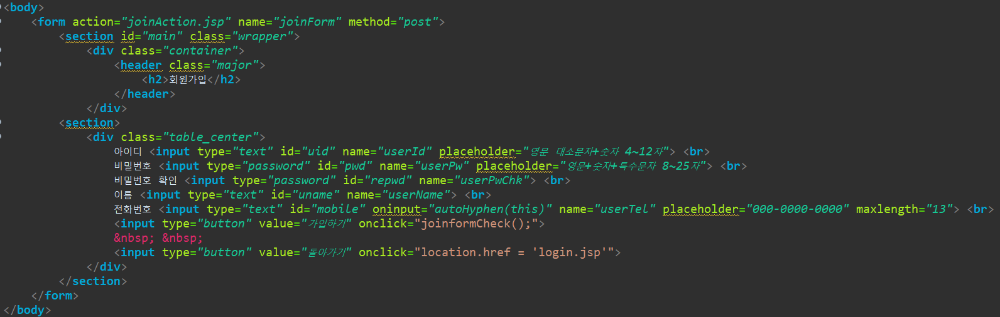 <body>
<form action="joinAction.jsp" name="joinForm" method="post">
<section id="main" class="wrapper">
<div class="container">
<header class="major">
<h2>회원가입</h2>
</header>
</div>
<section>
<div class="table_center">
아이디 <input type="text" id="uid" name="userId" placeholder="영문 대소문자+숫자 4~12자"> <br>
비밀번호 <input type="password" id="pwd" name="userPw" placeholder="영문+숫자+특수문자 8~25자"> <br>
비밀번호 확인 <input type="password" id="repwd" name="userPwChk"> <br>
이름 <input type="text" id="uname" name="userName"> <br>
전화번호 <input type="text" id="mobile" oninput="autoHyphen(this)" name="userTel" placeholder="000-0000-0000" maxlength="13"> <br>
<input type="button" value="가입하기" onclick="joinformCheck();">
&nbsp; &nbsp;
<input type="button" value="돌아가기" onclick="location.href = 'login.jsp'">
</div>
</section>
</form>
</body>